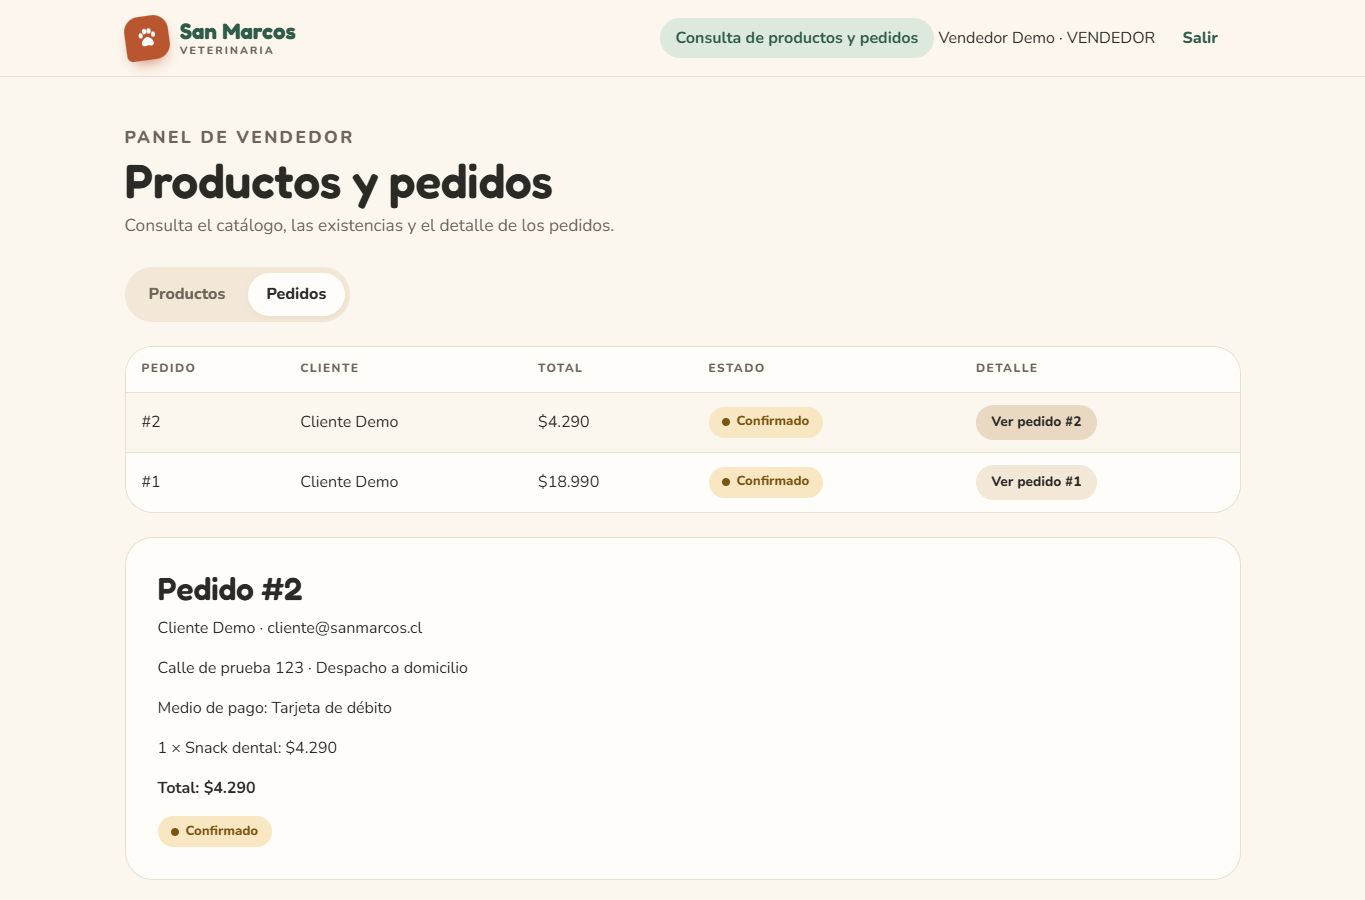 San Marcos
VETERINARIA
Consulta de productos y pedidos
Vendedor Demo · VENDEDOR
Salir
PANEL DE VENDEDOR
Productos y pedidos
Consulta el catálogo, las existencias y el detalle de los pedidos.
Productos
Pedidos
PEDIDO CLIENTE TOTAL ESTADO DETALLE
#2 Cliente Demo $4.290 Confirmado Ver pedido #2
#1 Cliente Demo $18.990 Confirmado Ver pedido #1
Pedido #2
Cliente Demo · cliente@sanmarcos.cl
Calle de prueba 123 · Despacho a domicilio
Medio de pago: Tarjeta de débito
1 × Snack dental: $4.290
Total: $4.290
Confirmado